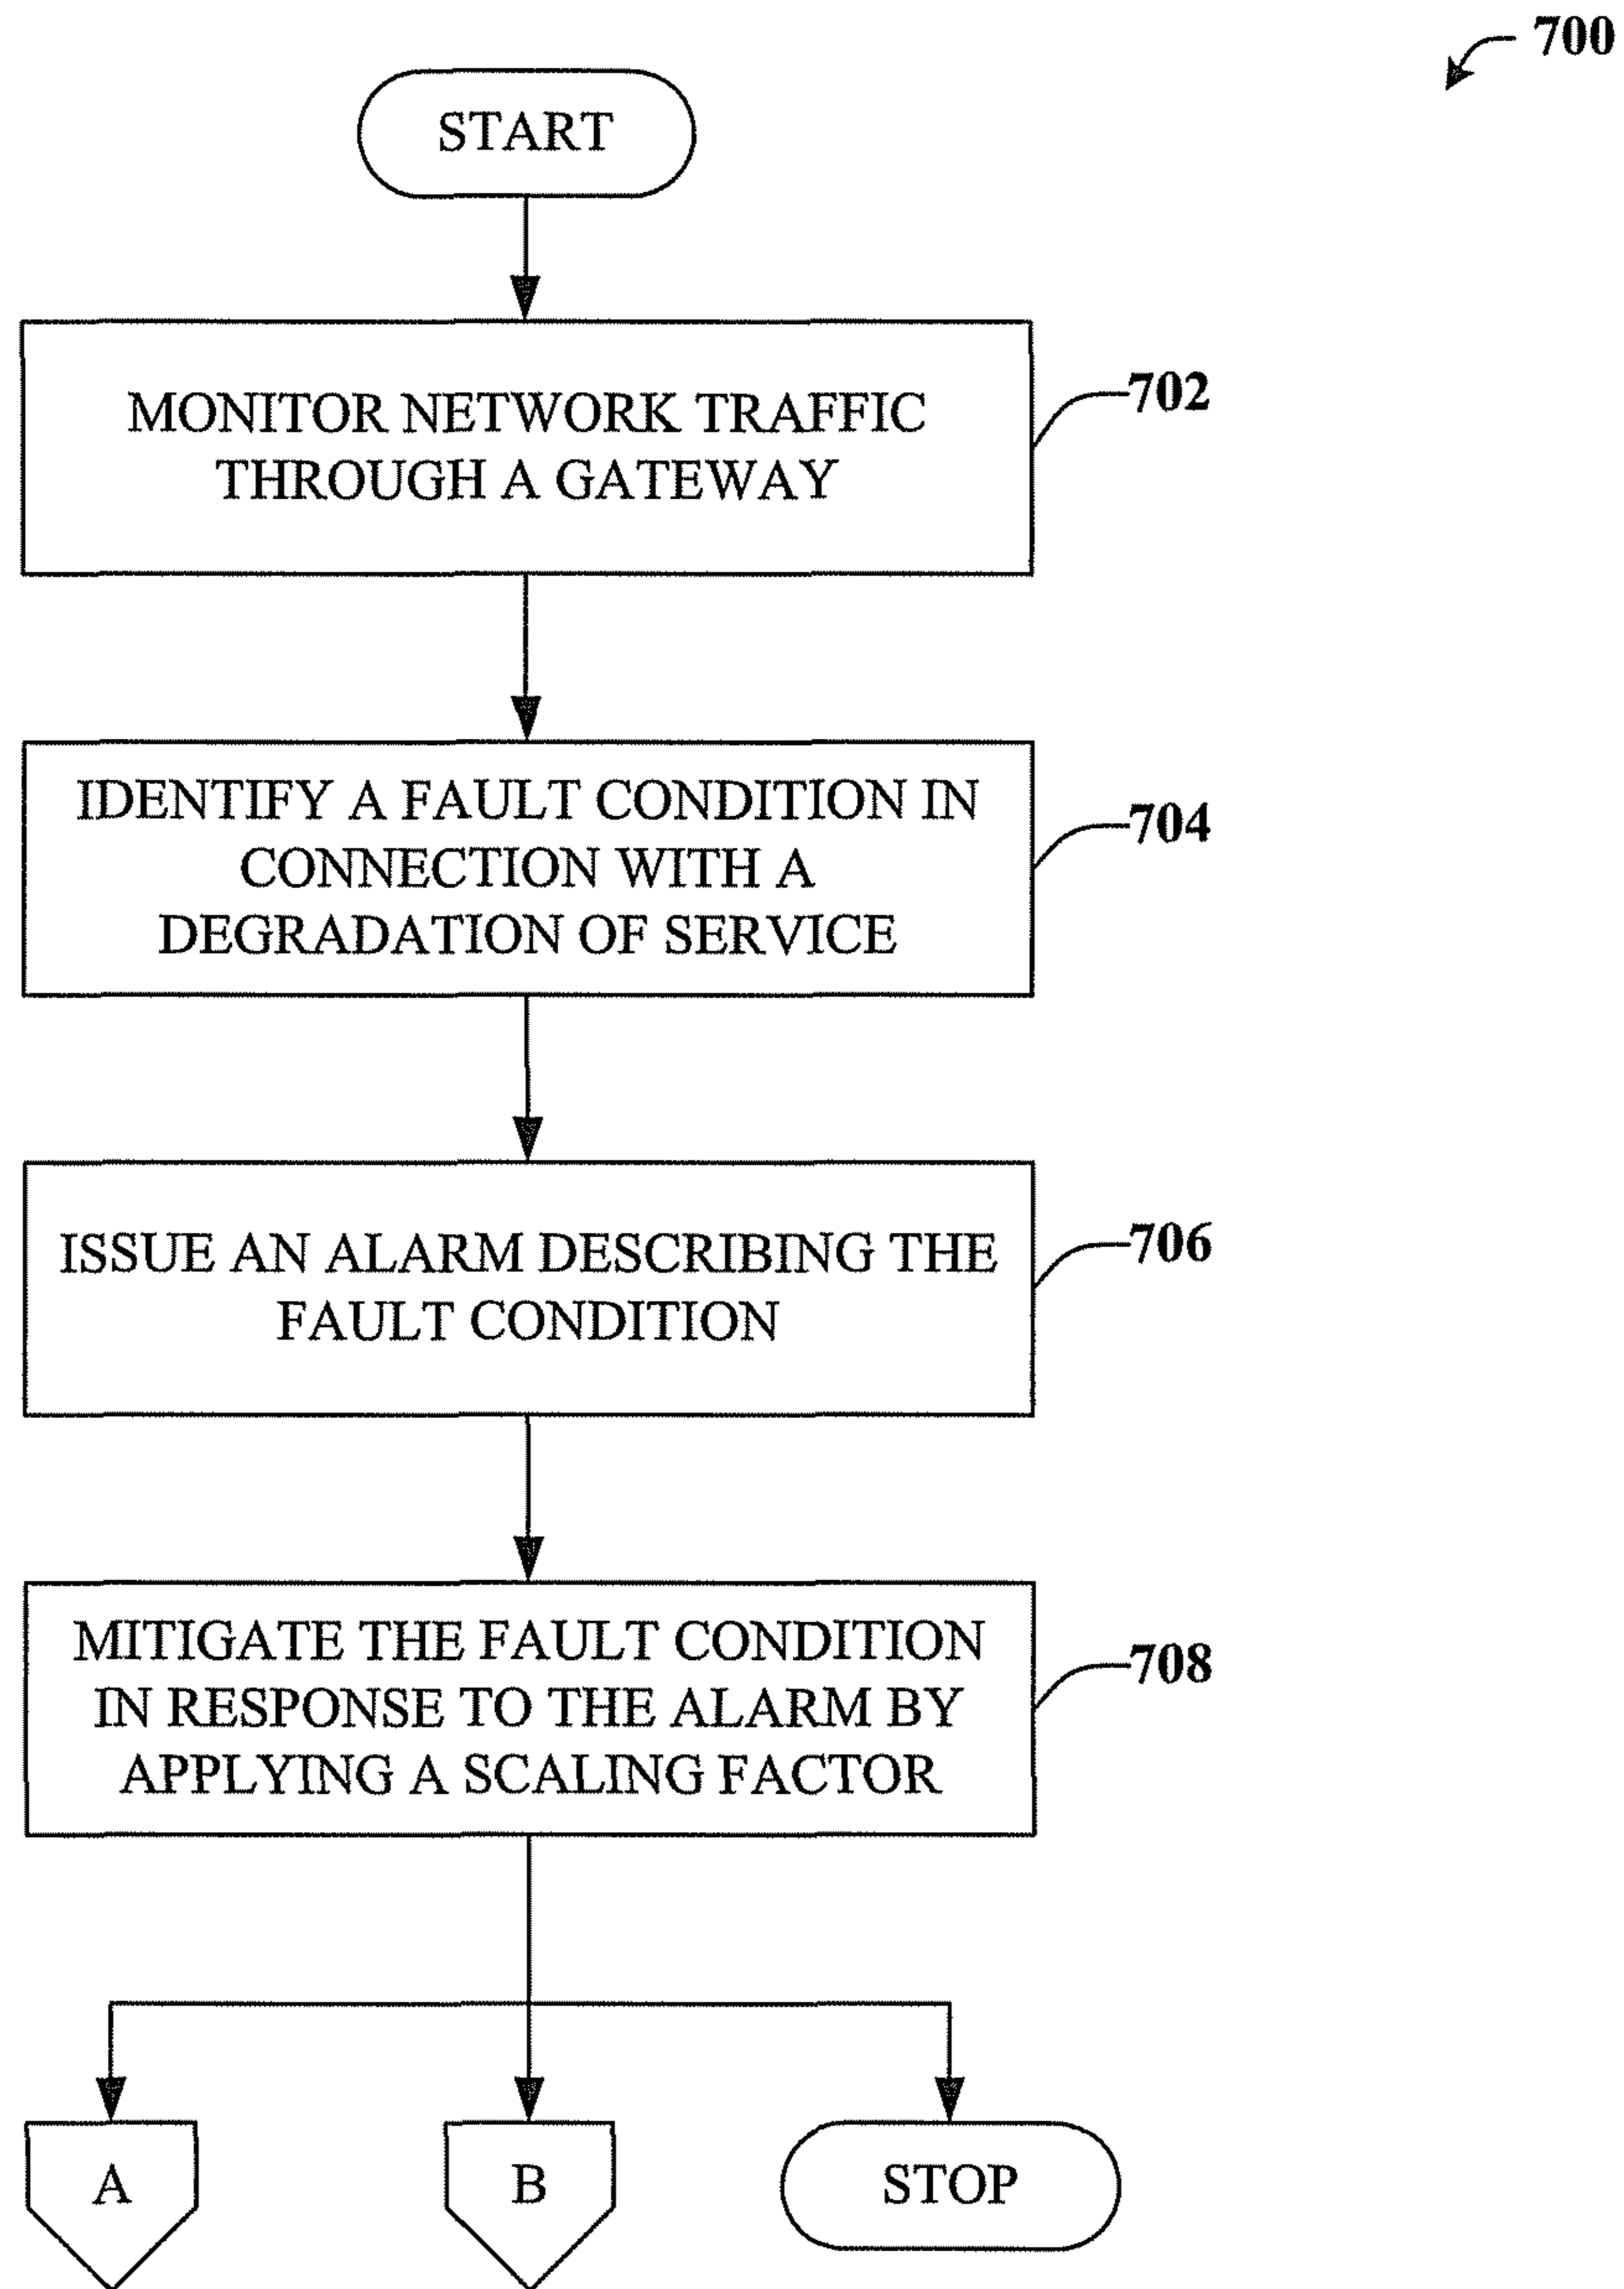 700
START
MONITOR NETWORK TRAFFIC
THROUGH A GATEWAY
702
IDENTIFY A FAULT CONDITION IN
CONNECTION WITH A
DEGRADATION OF SERVICE
704
ISSUE AN ALARM DESCRIBING THE
FAULT CONDITION
706
MITIGATE THE FAULT CONDITION
IN RESPONSE TO THE ALARM BY
APPLYING A SCALING FACTOR
708
A
B
STOP